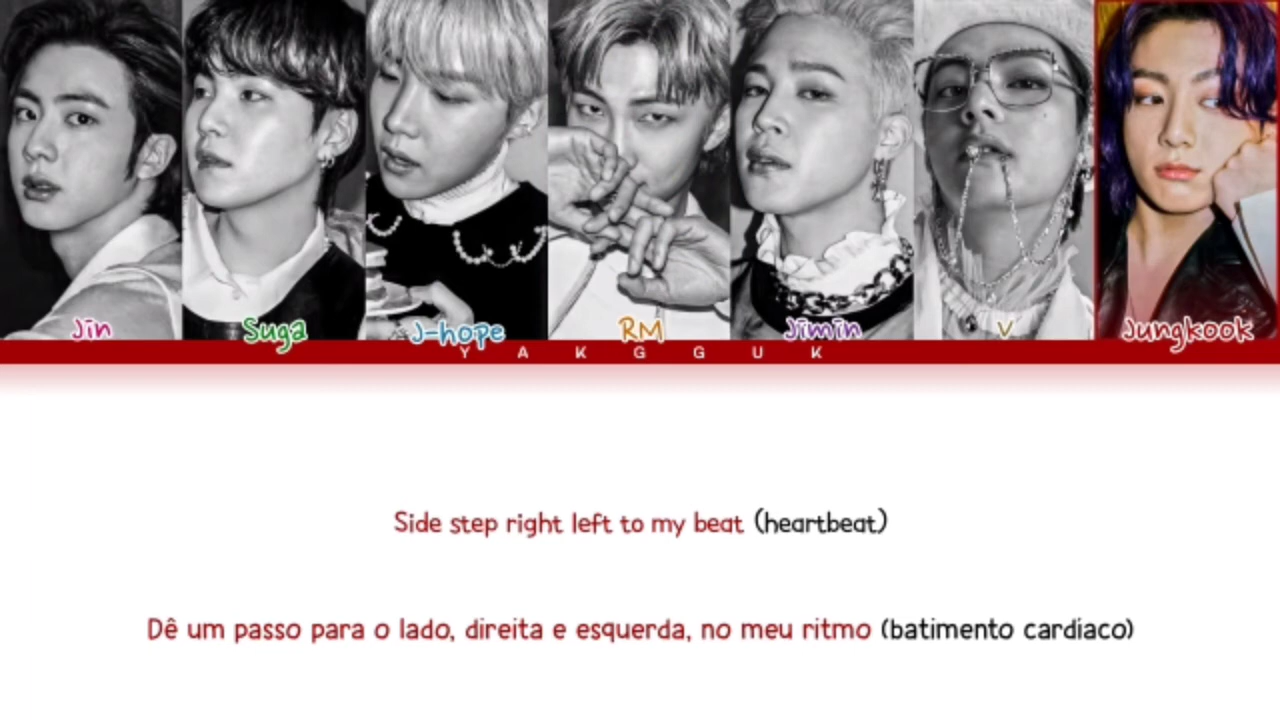 Jin
Suga
J-hope
RM
Jimin
V
Jungkook
YAKGGUK
Side step right left to my beat (heartbeat)
Dê um passo para o lado, direita e esquerda, no meu ritmo (batimento cardíaco)